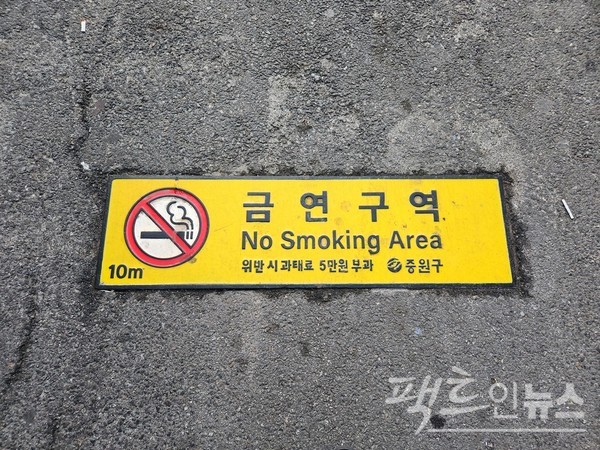 금연구역
No Smoking Area
10m
위반 시 과태료 5만원 부과 중원구
팩트인뉴스